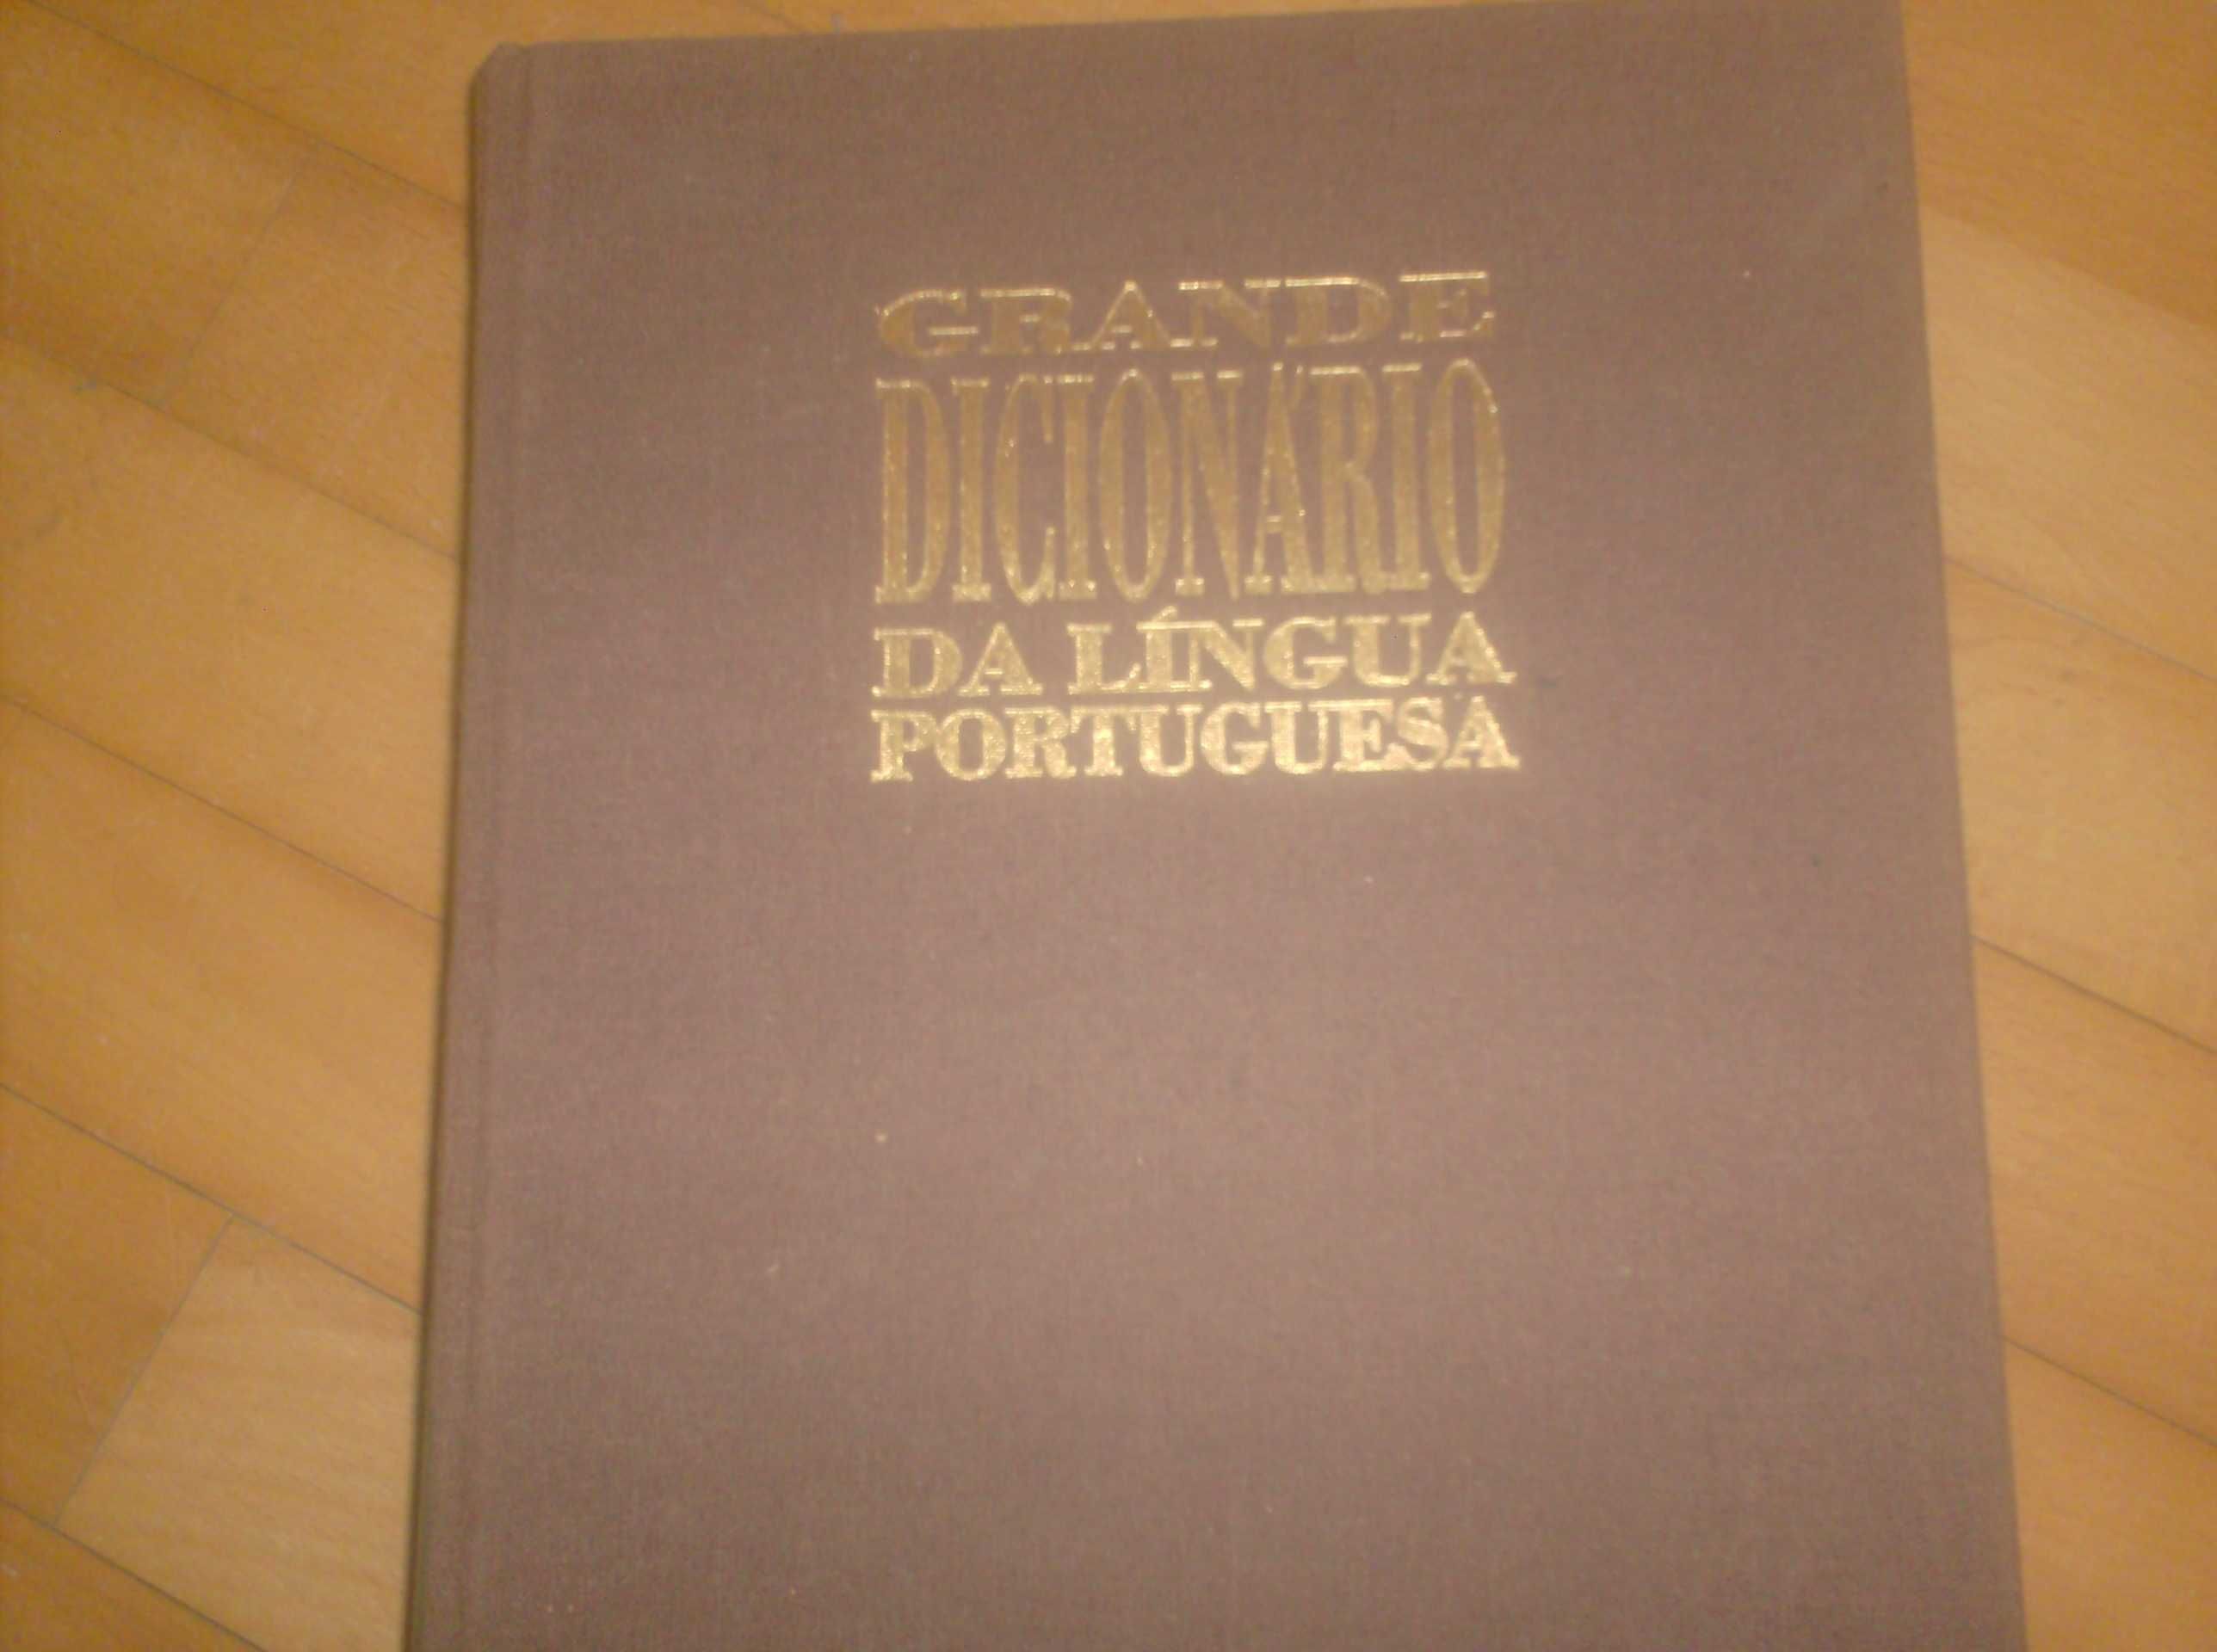 GRANDE
DICIONÁRIO
DA LÍNGUA
PORTUGUESA